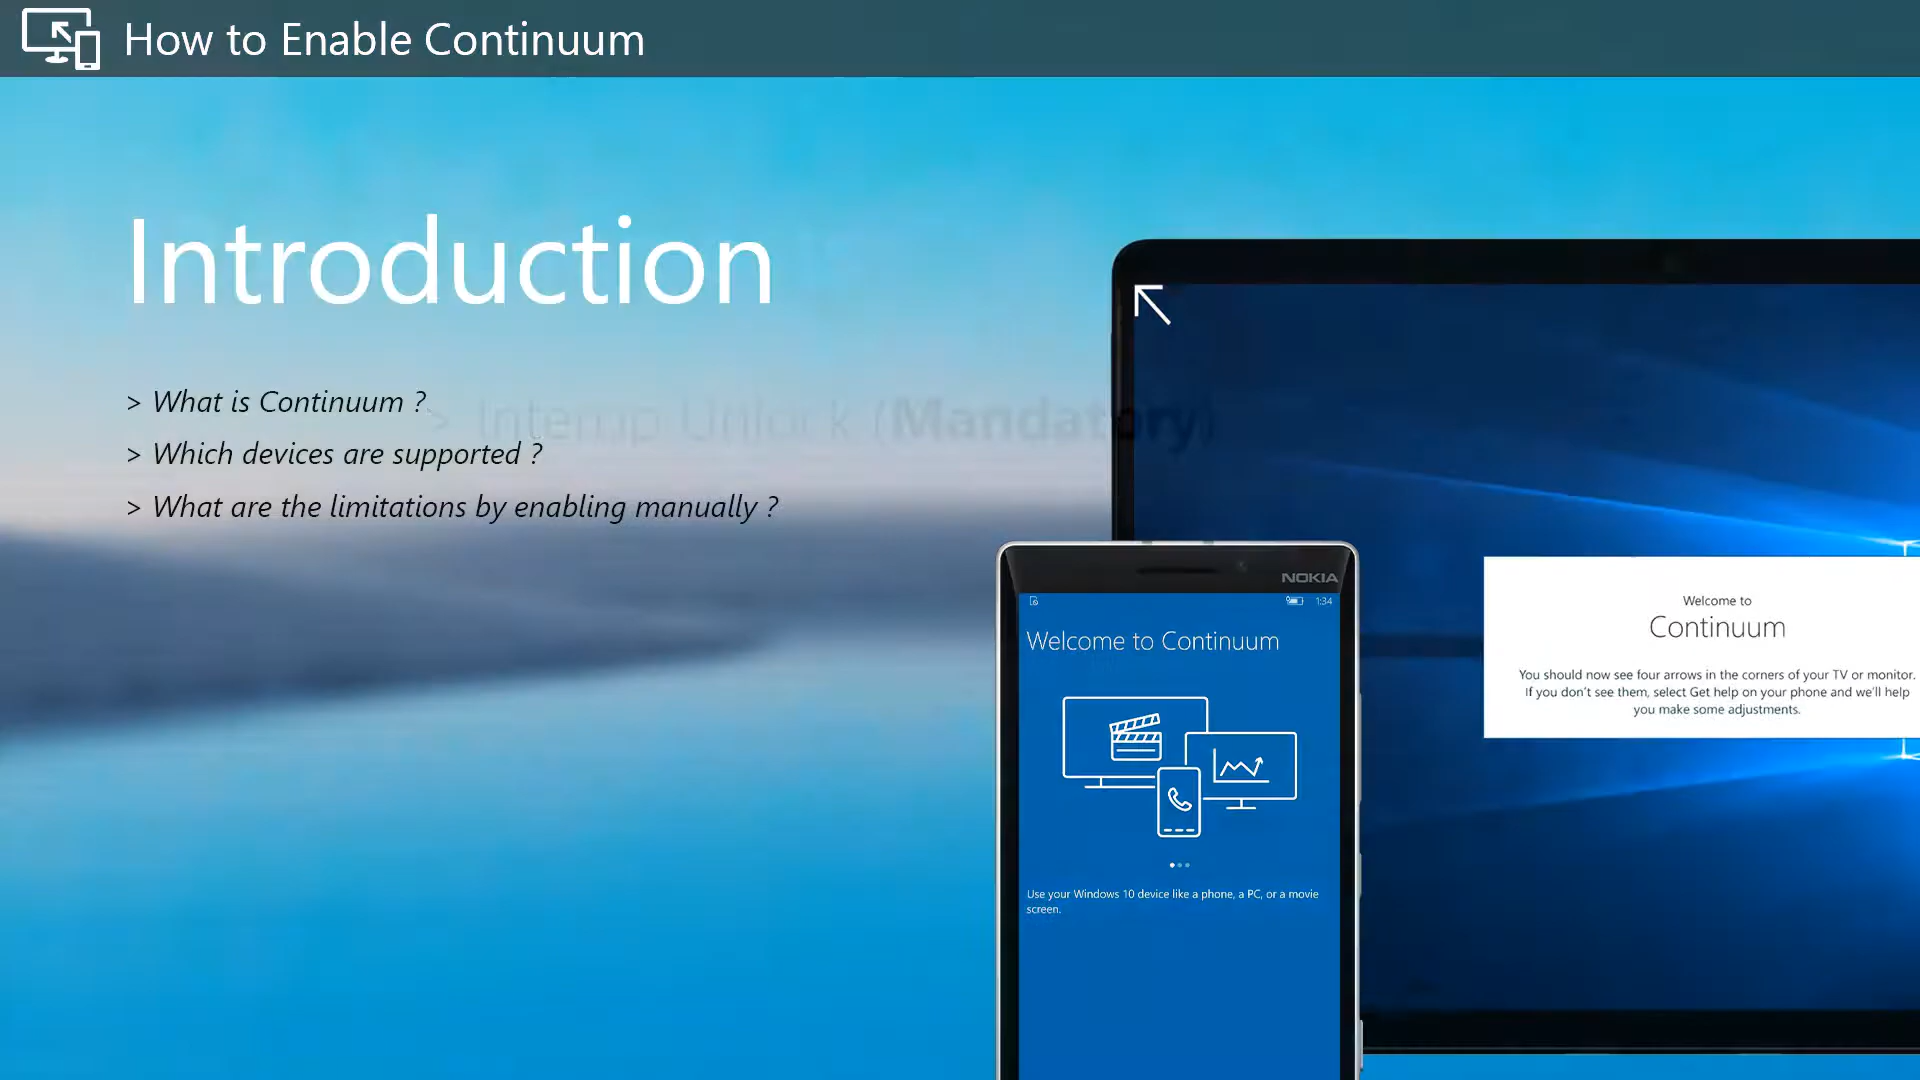 How to Enable Continuum
Introduction
> What is Continuum ?
> Interop Unlock (Mandatory)
> Which devices are supported ?
> What are the limitations by enabling manually ?
NOKIA
1:34
Welcome to Continuum
Use your Windows 10 device like a phone, a PC, or a movie
screen.
Welcome to
Continuum
You should now see four arrows in the corners of your TV or monitor.
If you don't see them, select Get help on your phone and we'll help
you make some adjustments.